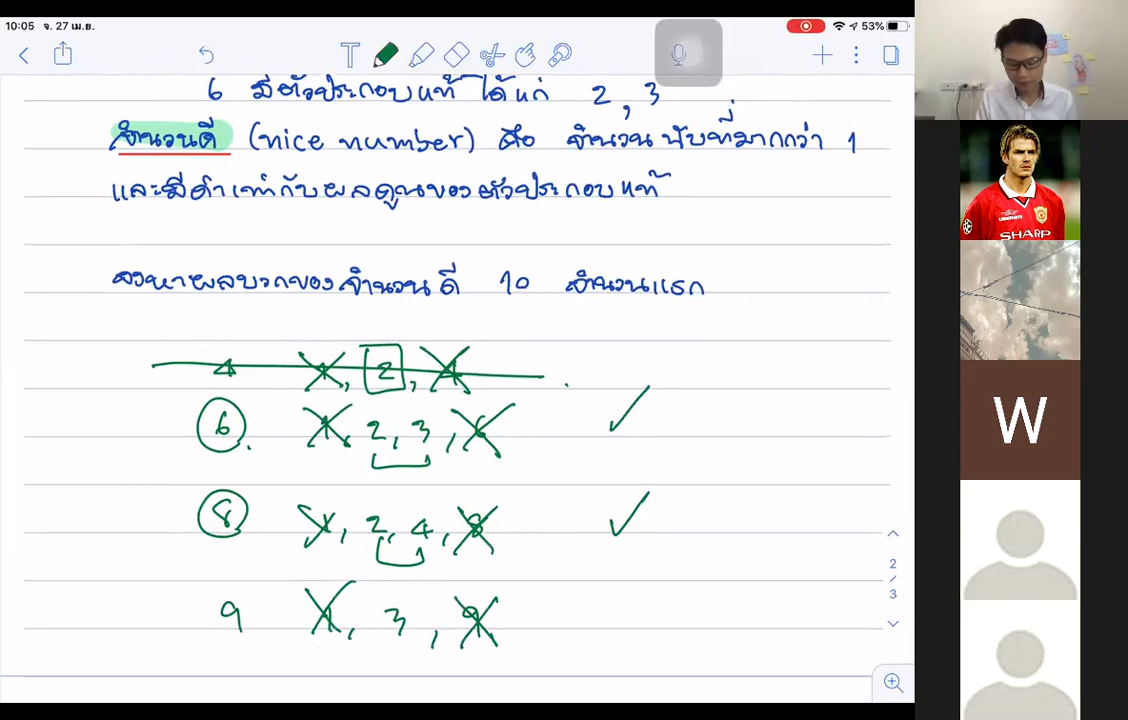 10:05 จ. 27 เม.ย.
53%
6 มีตัวประกอบแท้ ได้แก่ 2, 3
จำนวนดี (nice number) คือ จำนวนนับที่มากกว่า 1
และมีค่าเท่ากับผลคูณของตัวประกอบแท้
จงหาผลบวกของจำนวนดี 10 จำนวนแรก
4 1, 2, 4
6. 1, 2, 3, 6
8 1, 2, 4, 8
9 1, 3, 9
2
/
3
SHARP
W